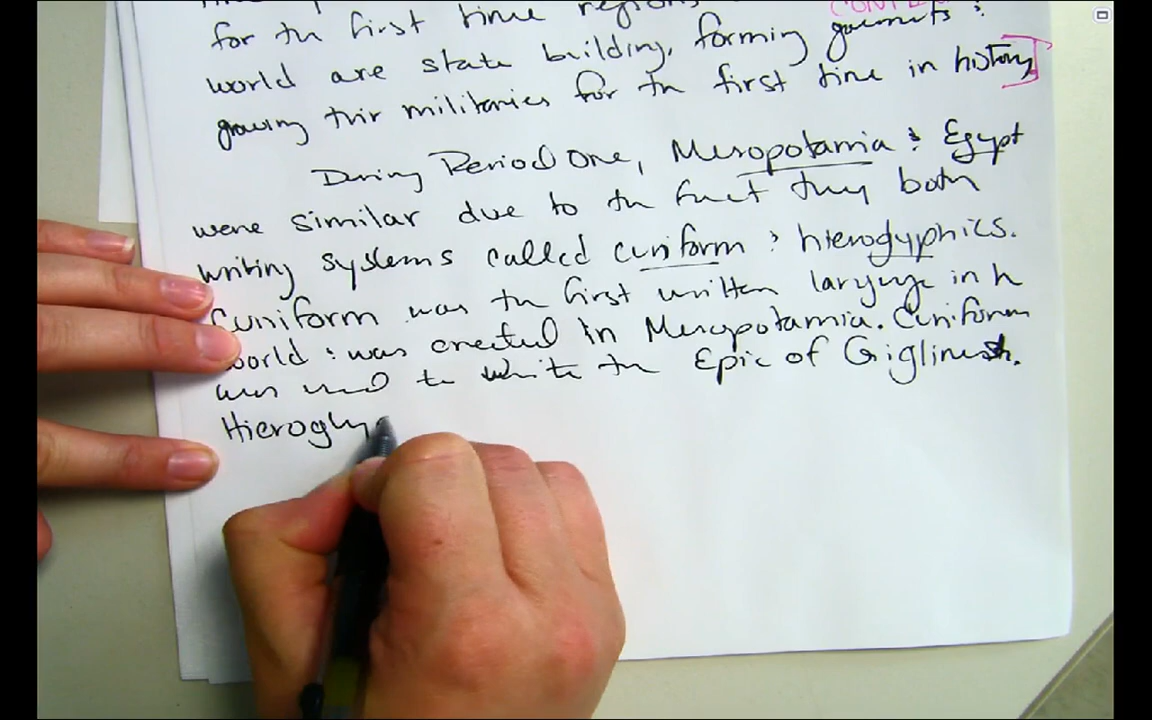 CONTE
for the first time regions
world are state building, forming governments &
growing their militaries for the first time in history]
During Period One, Mesopotamia & Egypt
were similar due to the fact they both
writing systems called cuniform & hieroglyphics.
Cuniform was the first written language in
world & was created in Mesopotamia. Cuniform
was used to write the Epic of Giglimesh.
Hieroglyp